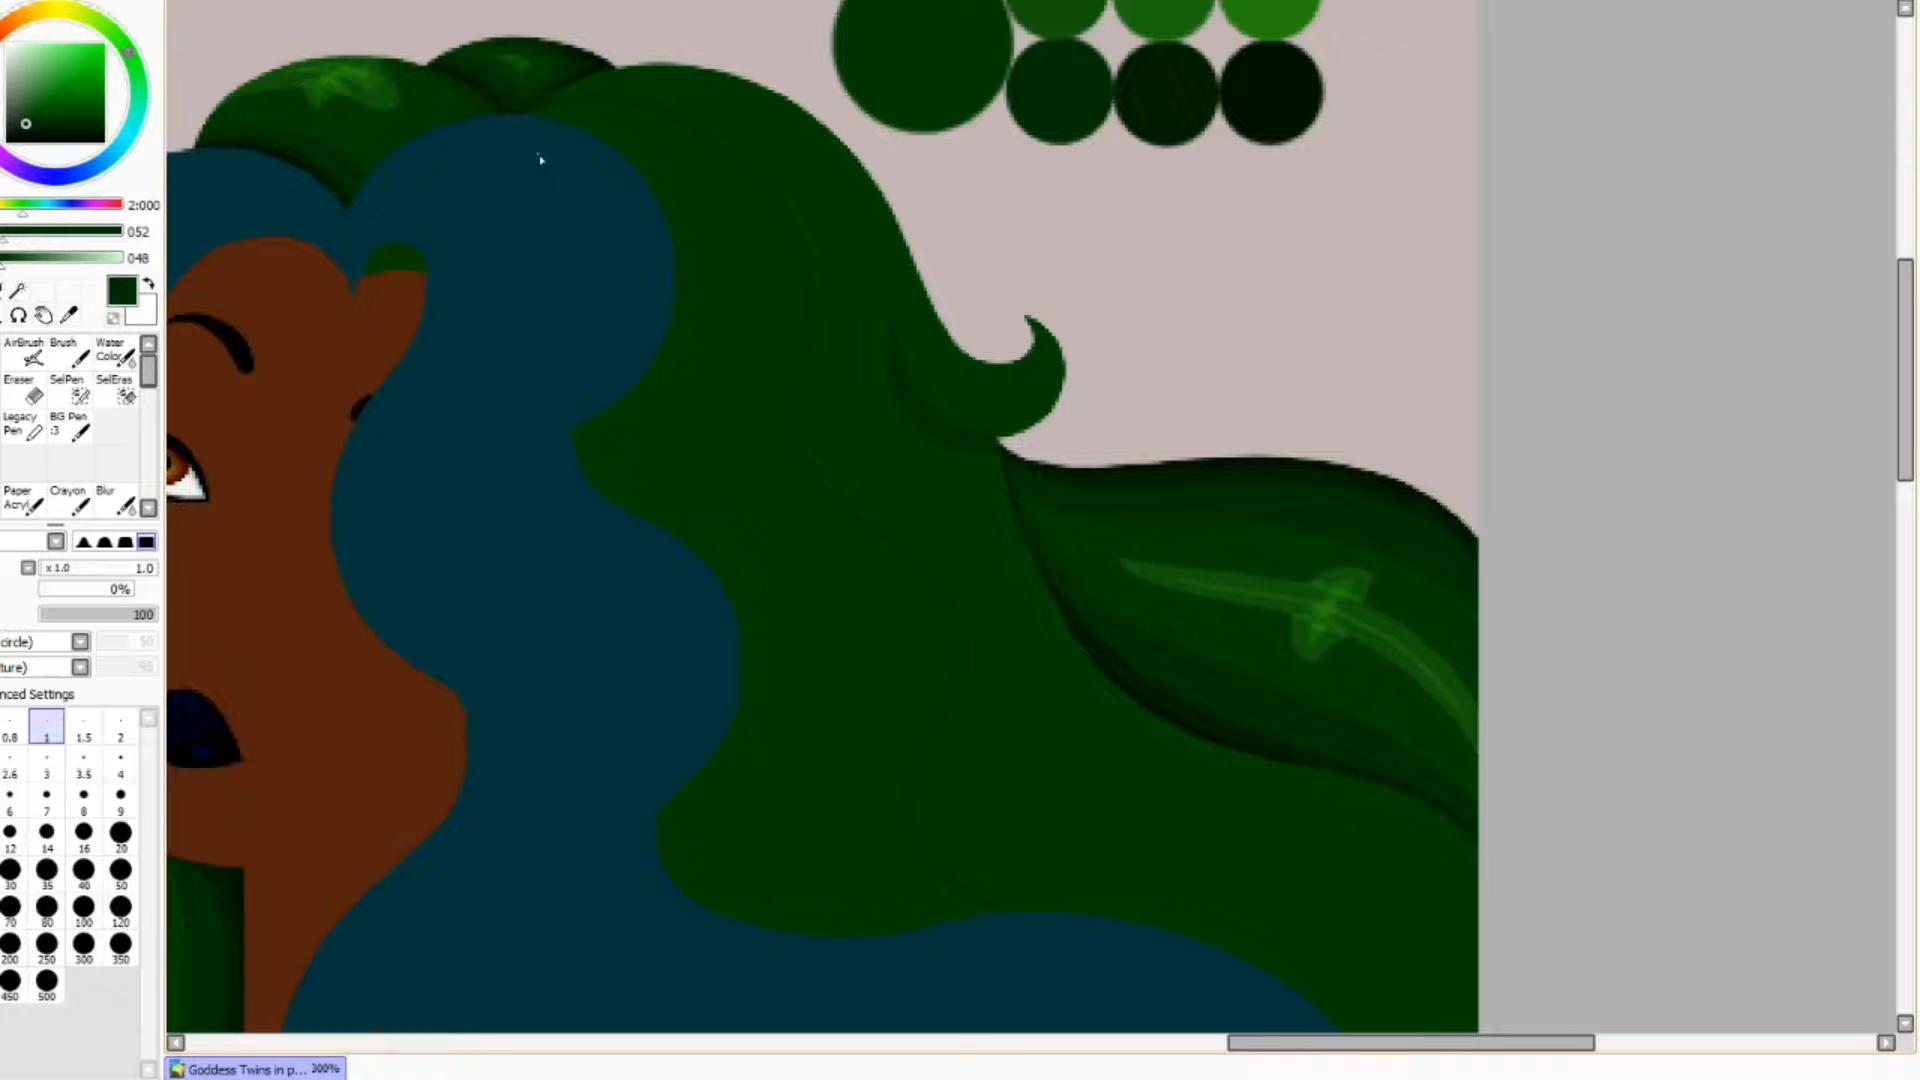 2:000
052
048
AirBrush Brush Water
Color
Eraser SelPen SelEras
Legacy BG Pen
Pen :3
Paper Crayon Blur
Acryl
x 1.0 1.0
0%
100
circle) 50
ture) 95
nced Settings
0.8 1 1.5 2
2.6 3 3.5 4
6 7 8 9
12 14 16 20
30 35 40 50
70 80 100 120
200 250 300 350
450 500
Goddess Twins in p... 300%